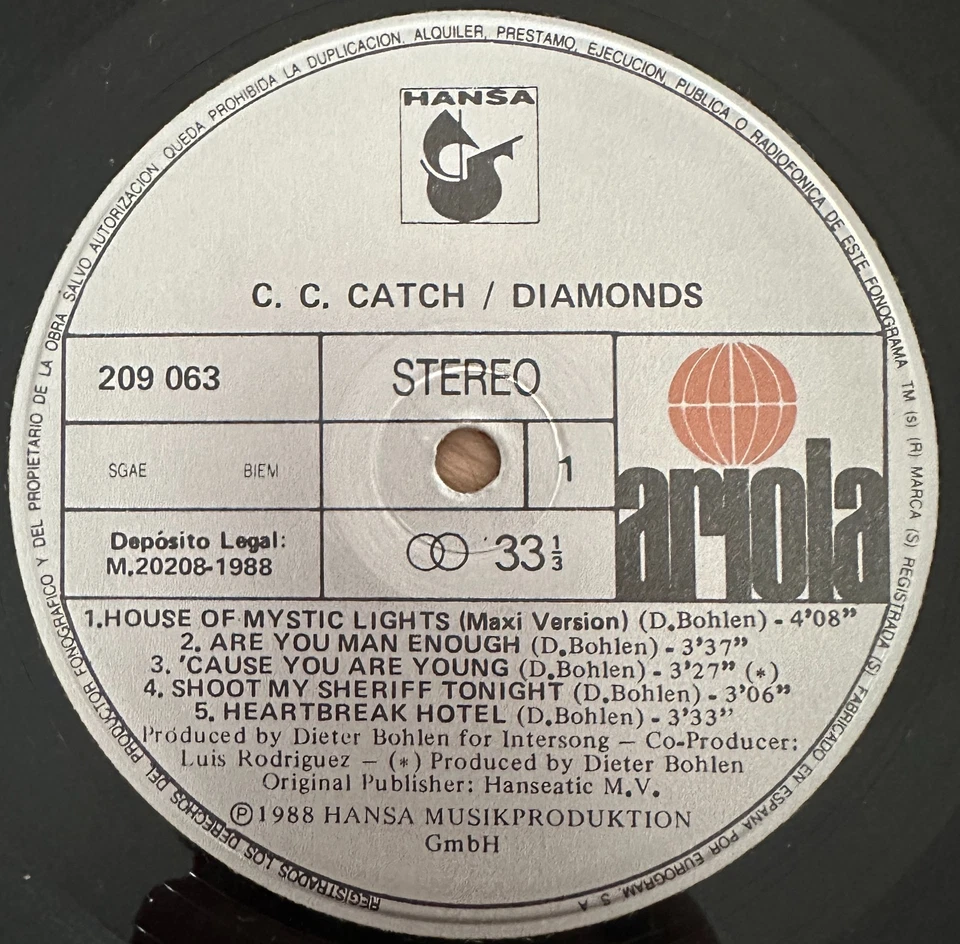 REGISTRADOS LOS DERECHOS DEL PRODUCTOR FONOGRAFICO Y DEL PROPIETARIO DE LA OBRA. SALVO AUTORIZACION QUEDA PROHIBIDA LA DUPLICACION. ALQUILER, PRESTAMO, EJECUCION PUBLICA O RADIOFONICA DE ESTE FONOGRAMA TM (s) (R) MARCA (S) REGISTRADA (S). FABRICADO EN ESPAÑA POR EUROGRAM, S. A
HANSA
C. C. CATCH / DIAMONDS
209 063
STEREO
SGAE BIEM
1
ariola
Depósito Legal:
M.20208-1988
33 1/3
1.HOUSE OF MYSTIC LIGHTS (Maxi Version) (D.Bohlen) - 4'08"
2. ARE YOU MAN ENOUGH (D.Bohlen) - 3'37"
3. 'CAUSE YOU ARE YOUNG (D.Bohlen) - 3'27" (*)
4. SHOOT MY SHERIFF TONIGHT (D.Bohlen) - 3'06"
5. HEARTBREAK HOTEL (D.Bohlen) - 3'33"
Produced by Dieter Bohlen for Intersong — Co-Producer:
Luis Rodriguez — (*) Produced by Dieter Bohlen
Original Publisher: Hanseatic M.V.
Ⓟ1988 HANSA MUSIKPRODUKTION
GmbH